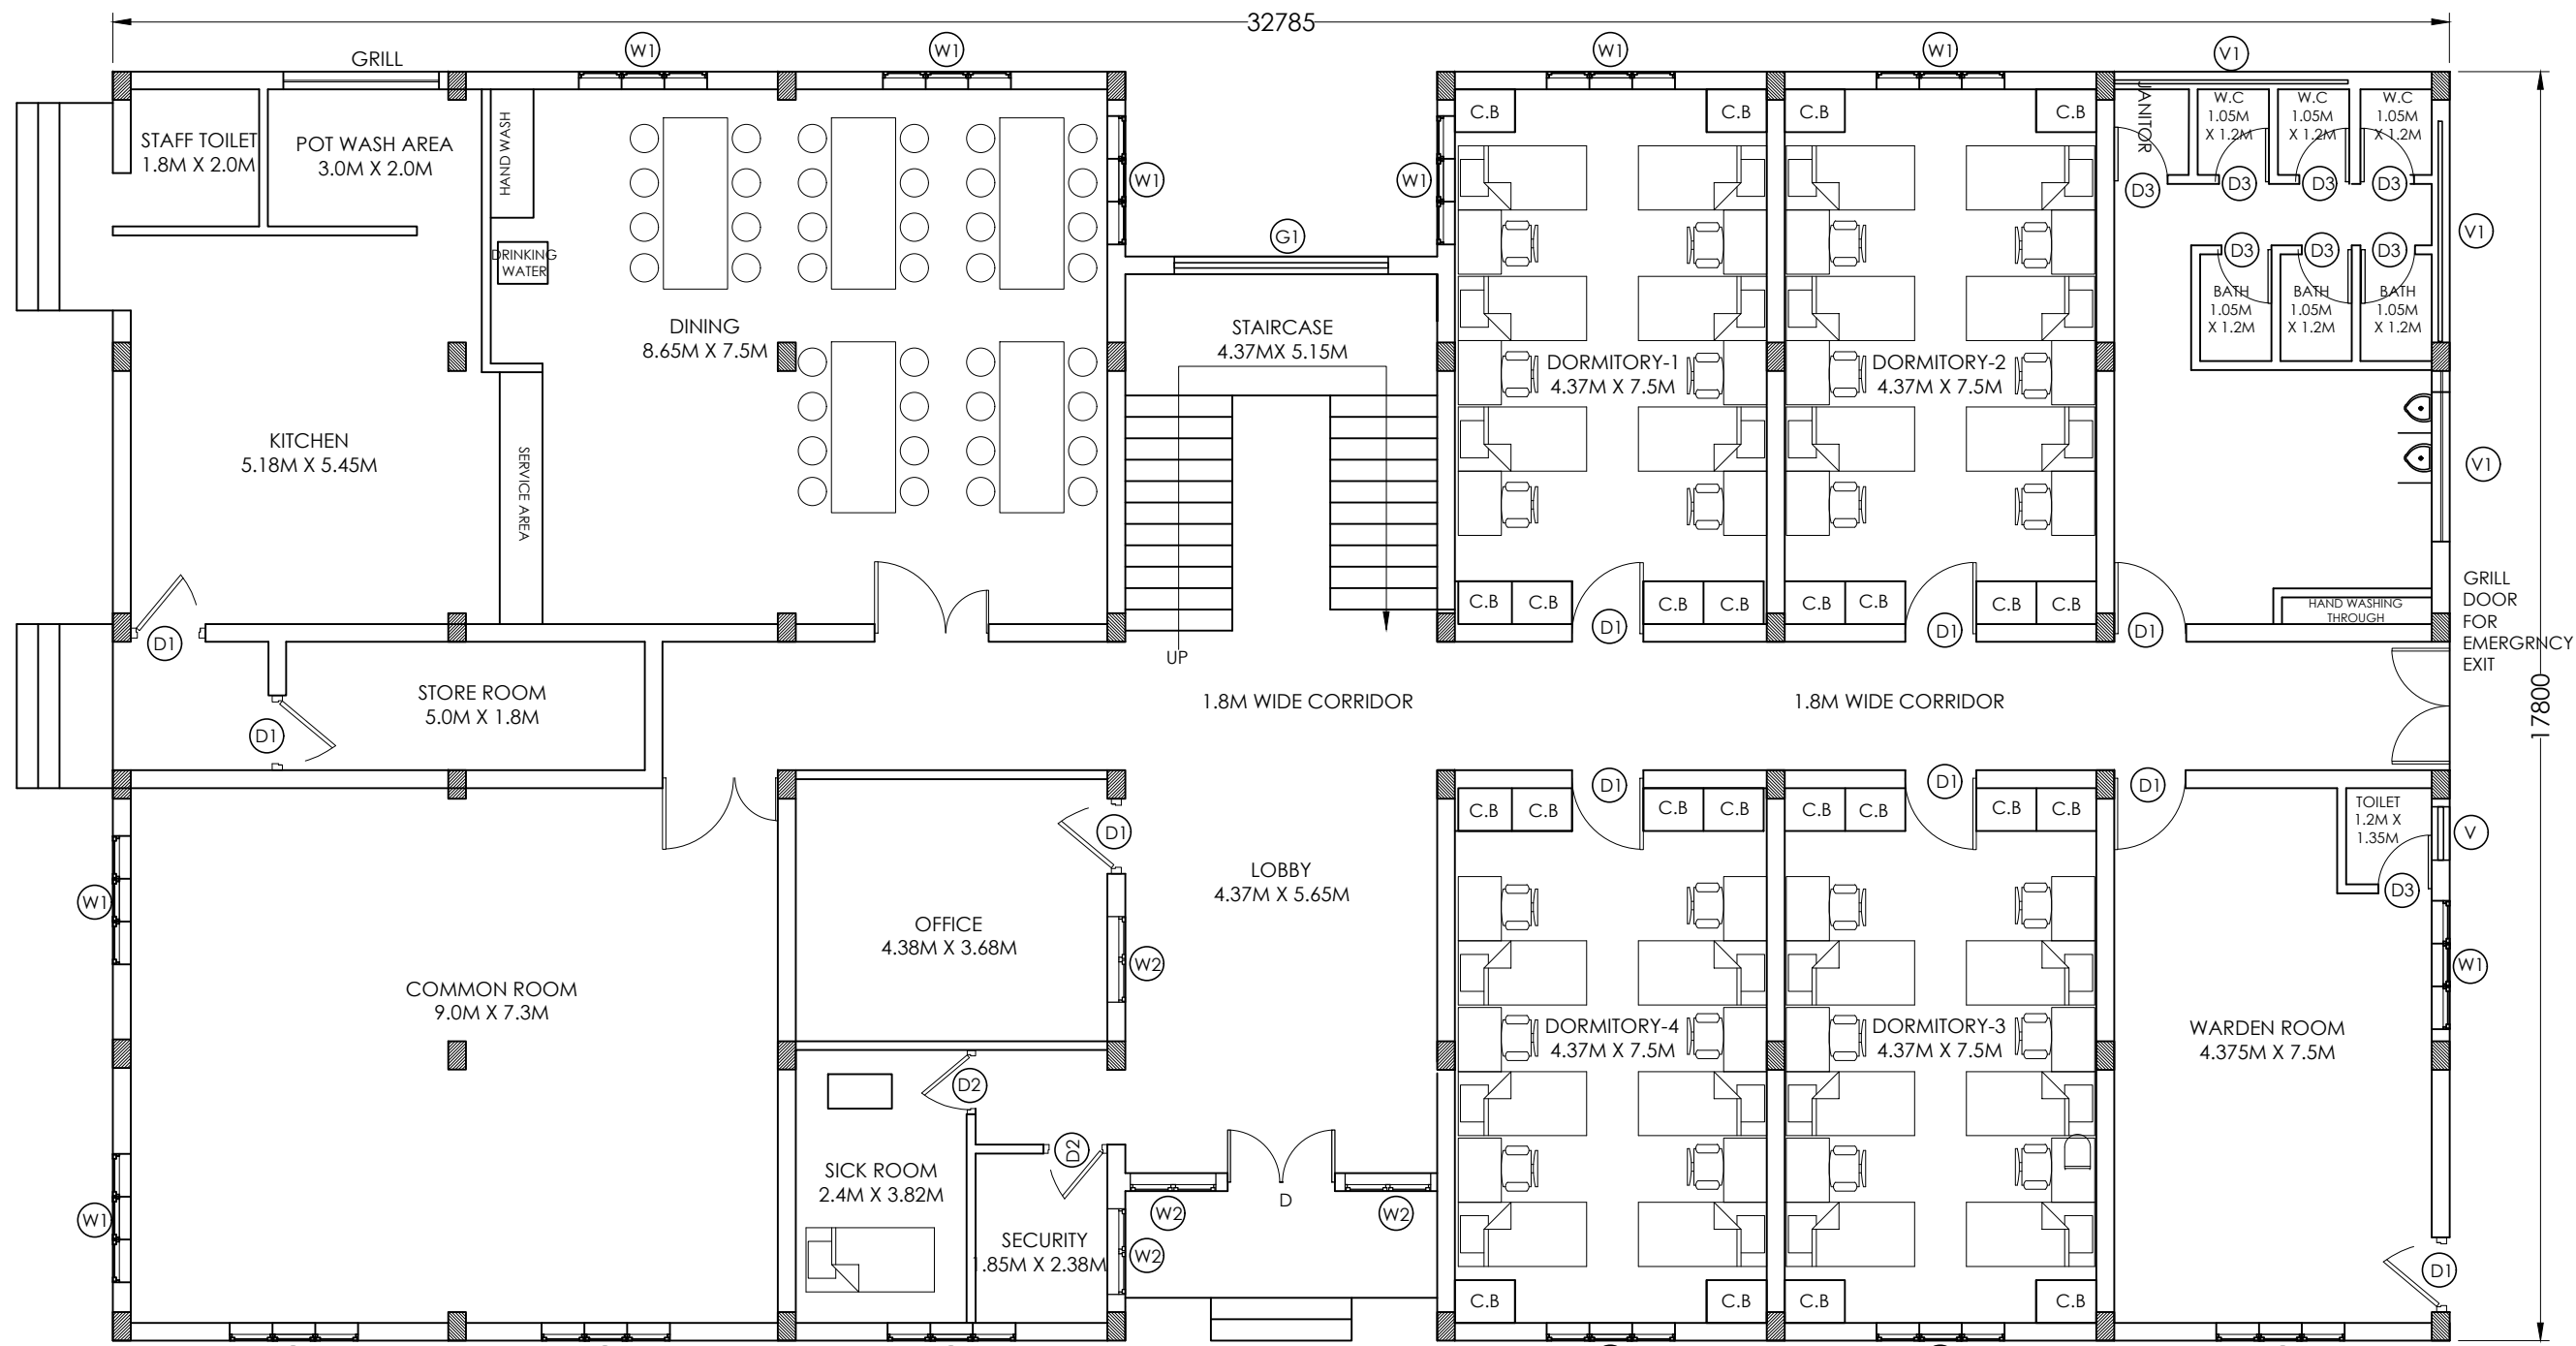 32785
GRILL
W1
W1
W1
W1
V1
STAFF TOILET
1.8M X 2.0M
POT WASH AREA
3.0M X 2.0M
HAND WASH
DRINKING
WATER
W1
W1
G1
C.B
C.B
C.B
C.B
JANITOR
W.C
1.05M
X 1.2M
W.C
1.05M
X 1.2M
W.C
1.05M
X 1.2M
D3
D3
D3
D3
V1
D3
D3
D3
BATH
1.05M
X 1.2M
BATH
1.05M
X 1.2M
BATH
1.05M
X 1.2M
DINING
8.65M X 7.5M
STAIRCASE
4.37MX 5.15M
DORMITORY-1
4.37M X 7.5M
DORMITORY-2
4.37M X 7.5M
KITCHEN
5.18M X 5.45M
SERVICE AREA
V1
GRILL
DOOR
FOR
EMERGRNCY
EXIT
C.B
C.B
C.B
C.B
C.B
C.B
C.B
C.B
HAND WASHING
THROUGH
D1
D1
D1
D1
UP
STORE ROOM
5.0M X 1.8M
D1
1.8M WIDE CORRIDOR
1.8M WIDE CORRIDOR
17800
D1
D1
D1
D1
C.B
C.B
C.B
C.B
C.B
C.B
C.B
C.B
TOILET
1.2M X
1.35M
V
D3
LOBBY
4.37M X 5.65M
W1
OFFICE
4.38M X 3.68M
W2
W1
COMMON ROOM
9.0M X 7.3M
DORMITORY-4
4.37M X 7.5M
DORMITORY-3
4.37M X 7.5M
WARDEN ROOM
4.375M X 7.5M
D2
D2
SICK ROOM
2.4M X 3.82M
W1
W2
D
W2
SECURITY
1.85M X 2.38M
W2
D1
C.B
C.B
C.B
C.B